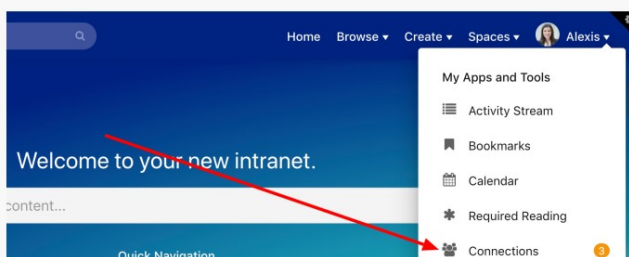 Home Browse Create Spaces Alexis
My Apps and Tools
Activity Stream
Bookmarks
Welcome to your new intranet.
Calendar
content...
Required Reading
Quick Navigation
Connections 3